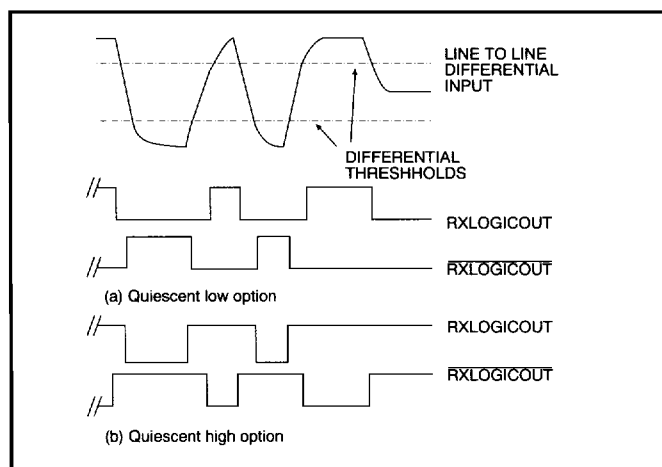 LINE TO LINE
DIFFERENTIAL
INPUT
DIFFERENTIAL
THRESHHOLDS
RXLOGICOUT
RXLOGICOUT
(a) Quiescent low option
RXLOGICOUT
RXLOGICOUT
(b) Quiescent high option